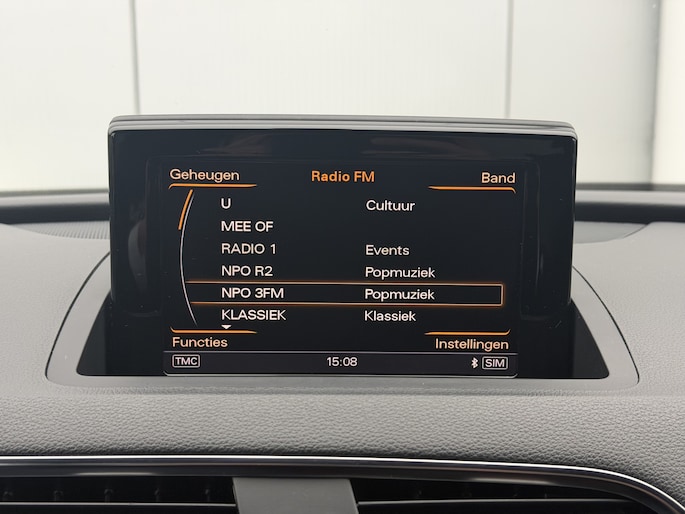 Geheugen Radio FM Band
U Cultuur
MEE OF
RADIO 1 Events
NPO R2 Popmuziek
NPO 3FM Popmuziek
KLASSIEK Klassiek
Functies Instellingen
TMC 15:08 SIM